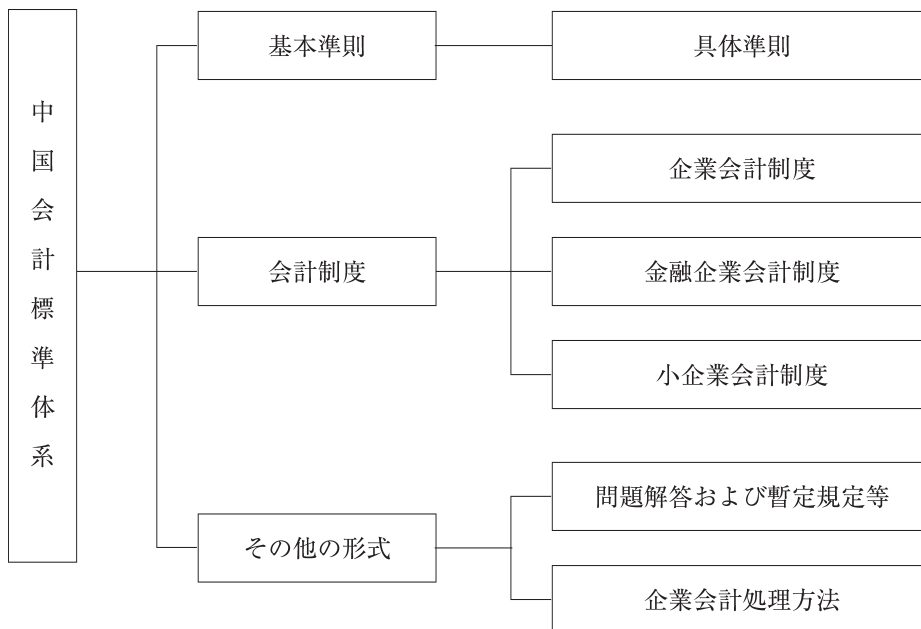 中国会計標準体系
基本準則
具体準則
会計制度
企業会計制度
金融企業会計制度
小企業会計制度
その他の形式
問題解答および暫定規定等
企業会計処理方法